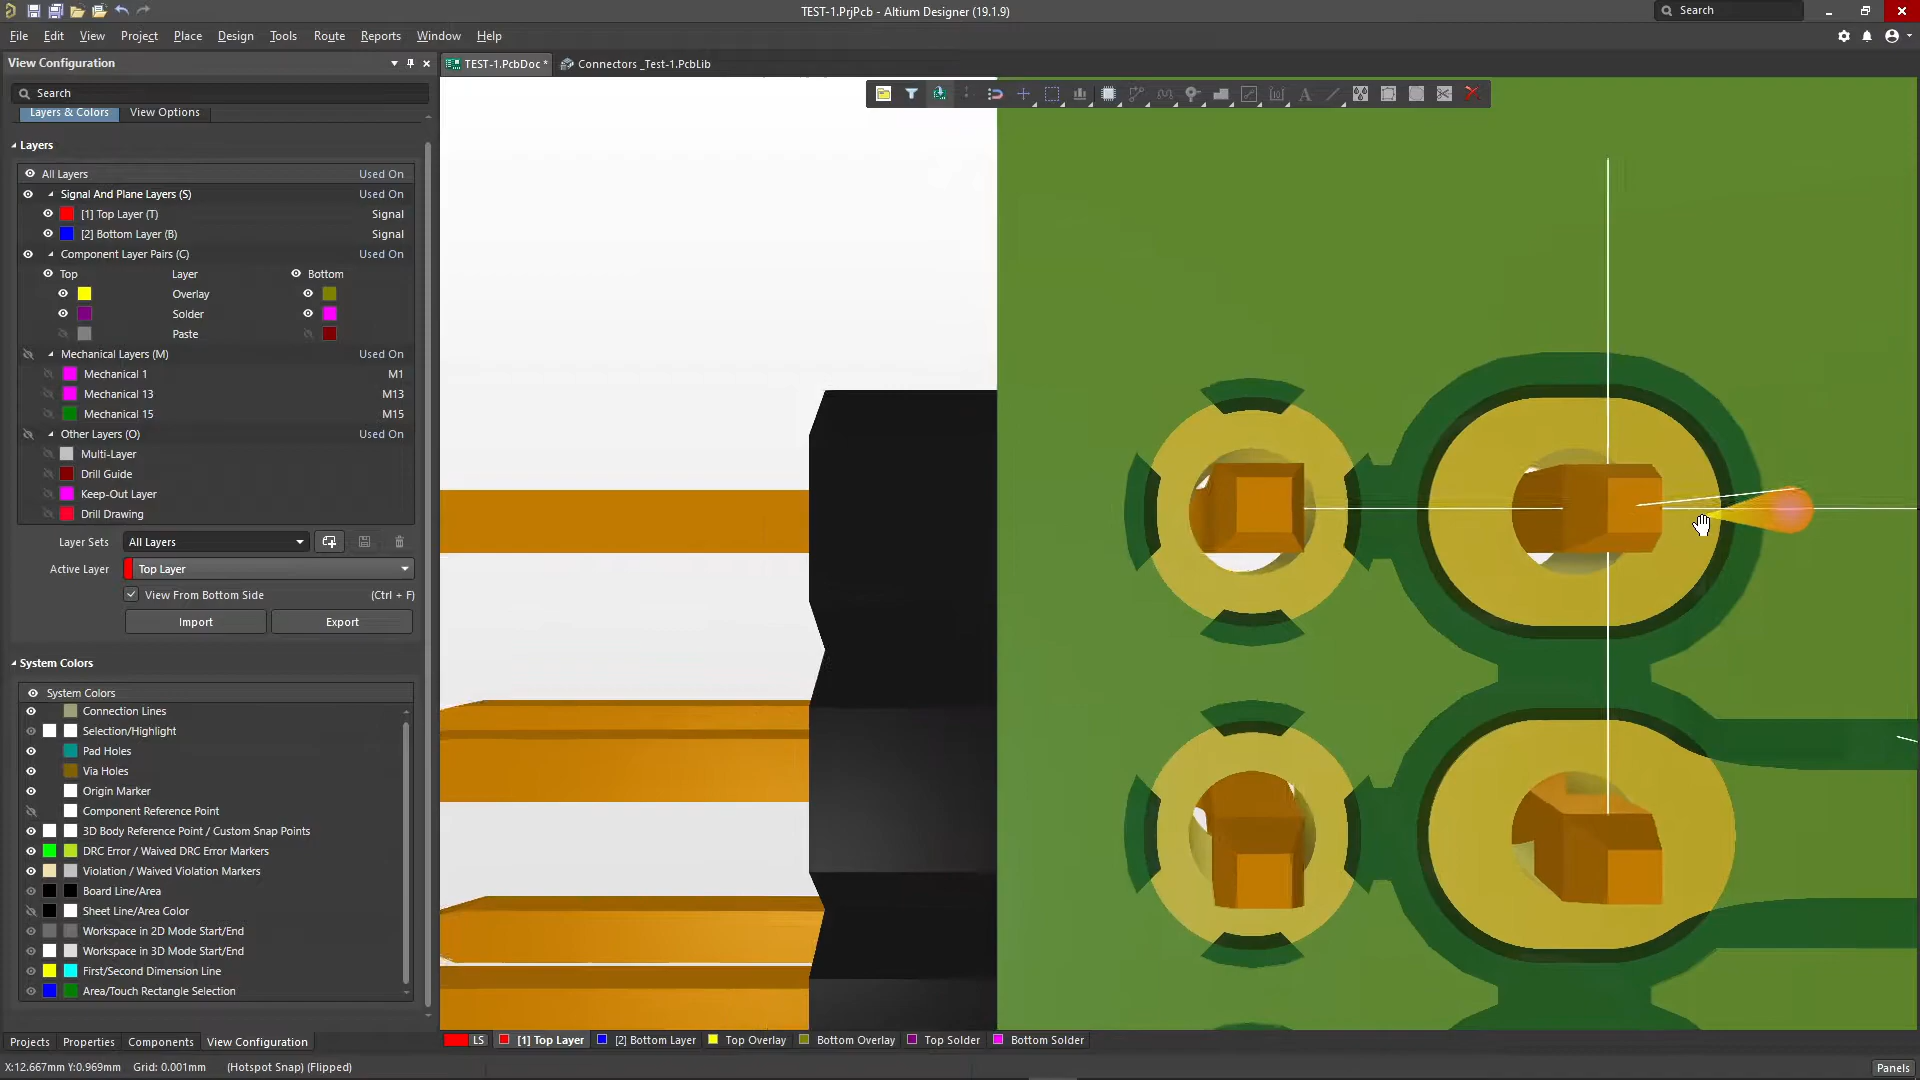 TEST-1.PrjPcb - Altium Designer (19.1.9)
Search
File Edit View Project Place Design Tools Route Reports Window Help
View Configuration
TEST-1.PcbDoc *
Connectors _Test-1.PcbLib
Search
Layers & Colors View Options
Layers
All Layers Used On
Signal And Plane Layers (S) Used On
[1] Top Layer (T) Signal
[2] Bottom Layer (B) Signal
Component Layer Pairs (C) Used On
Top Layer Bottom
Overlay
Solder
Paste
Mechanical Layers (M) Used On
Mechanical 1 M1
Mechanical 13 M13
Mechanical 15 M15
Other Layers (O) Used On
Multi-Layer
Drill Guide
Keep-Out Layer
Drill Drawing
Layer Sets All Layers
Active Layer Top Layer
View From Bottom Side (Ctrl + F)
Import Export
System Colors
System Colors
Connection Lines
Selection/Highlight
Pad Holes
Via Holes
Origin Marker
Component Reference Point
3D Body Reference Point / Custom Snap Points
DRC Error / Waived DRC Error Markers
Violation / Waived Violation Markers
Board Line/Area
Sheet Line/Area Color
Workspace in 2D Mode Start/End
Workspace in 3D Mode Start/End
First/Second Dimension Line
Area/Touch Rectangle Selection
Projects Properties Components View Configuration
LS [1] Top Layer [2] Bottom Layer Top Overlay Bottom Overlay Top Solder Bottom Solder
X:12.667mm Y:0.969mm Grid: 0.001mm (Hotspot Snap) (Flipped)
Panels